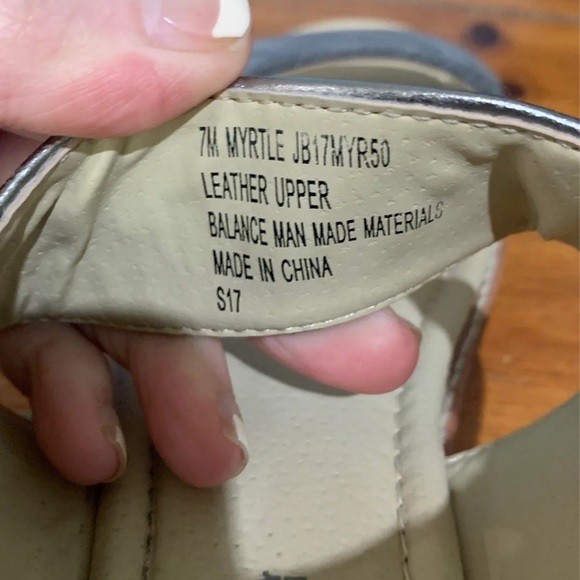 7M MYRTLE JB17MYR50
LEATHER UPPER
BALANCE MAN MADE MATERIALS
MADE IN CHINA
S17